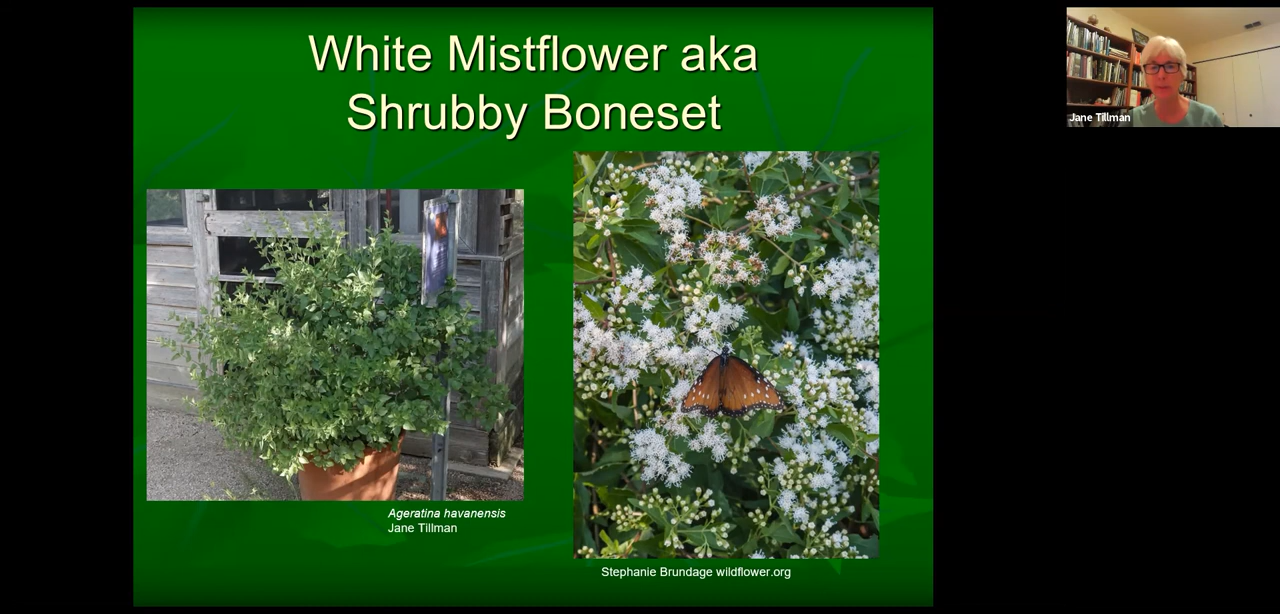 White Mistflower aka
Shrubby Boneset
Jane Tillman
Ageratina havanensis
Jane Tillman
Stephanie Brundage wildflower.org